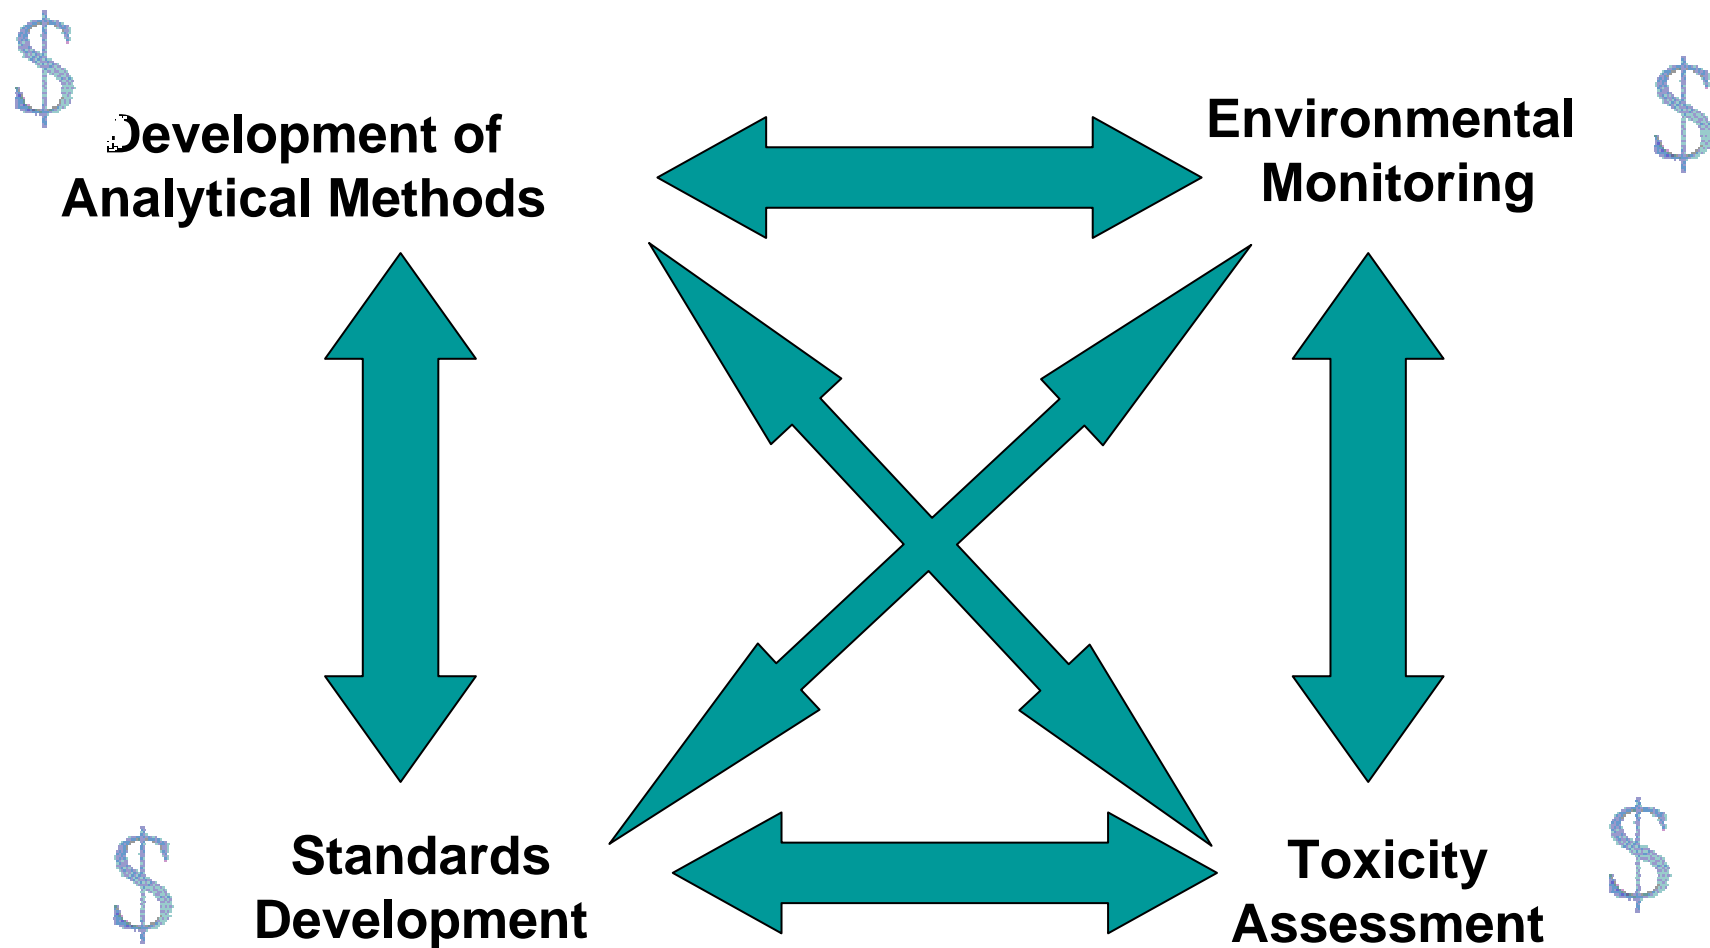 $
$
Development of
Analytical Methods
Environmental
Monitoring
$
Standards
Development
Toxicity
Assessment
$